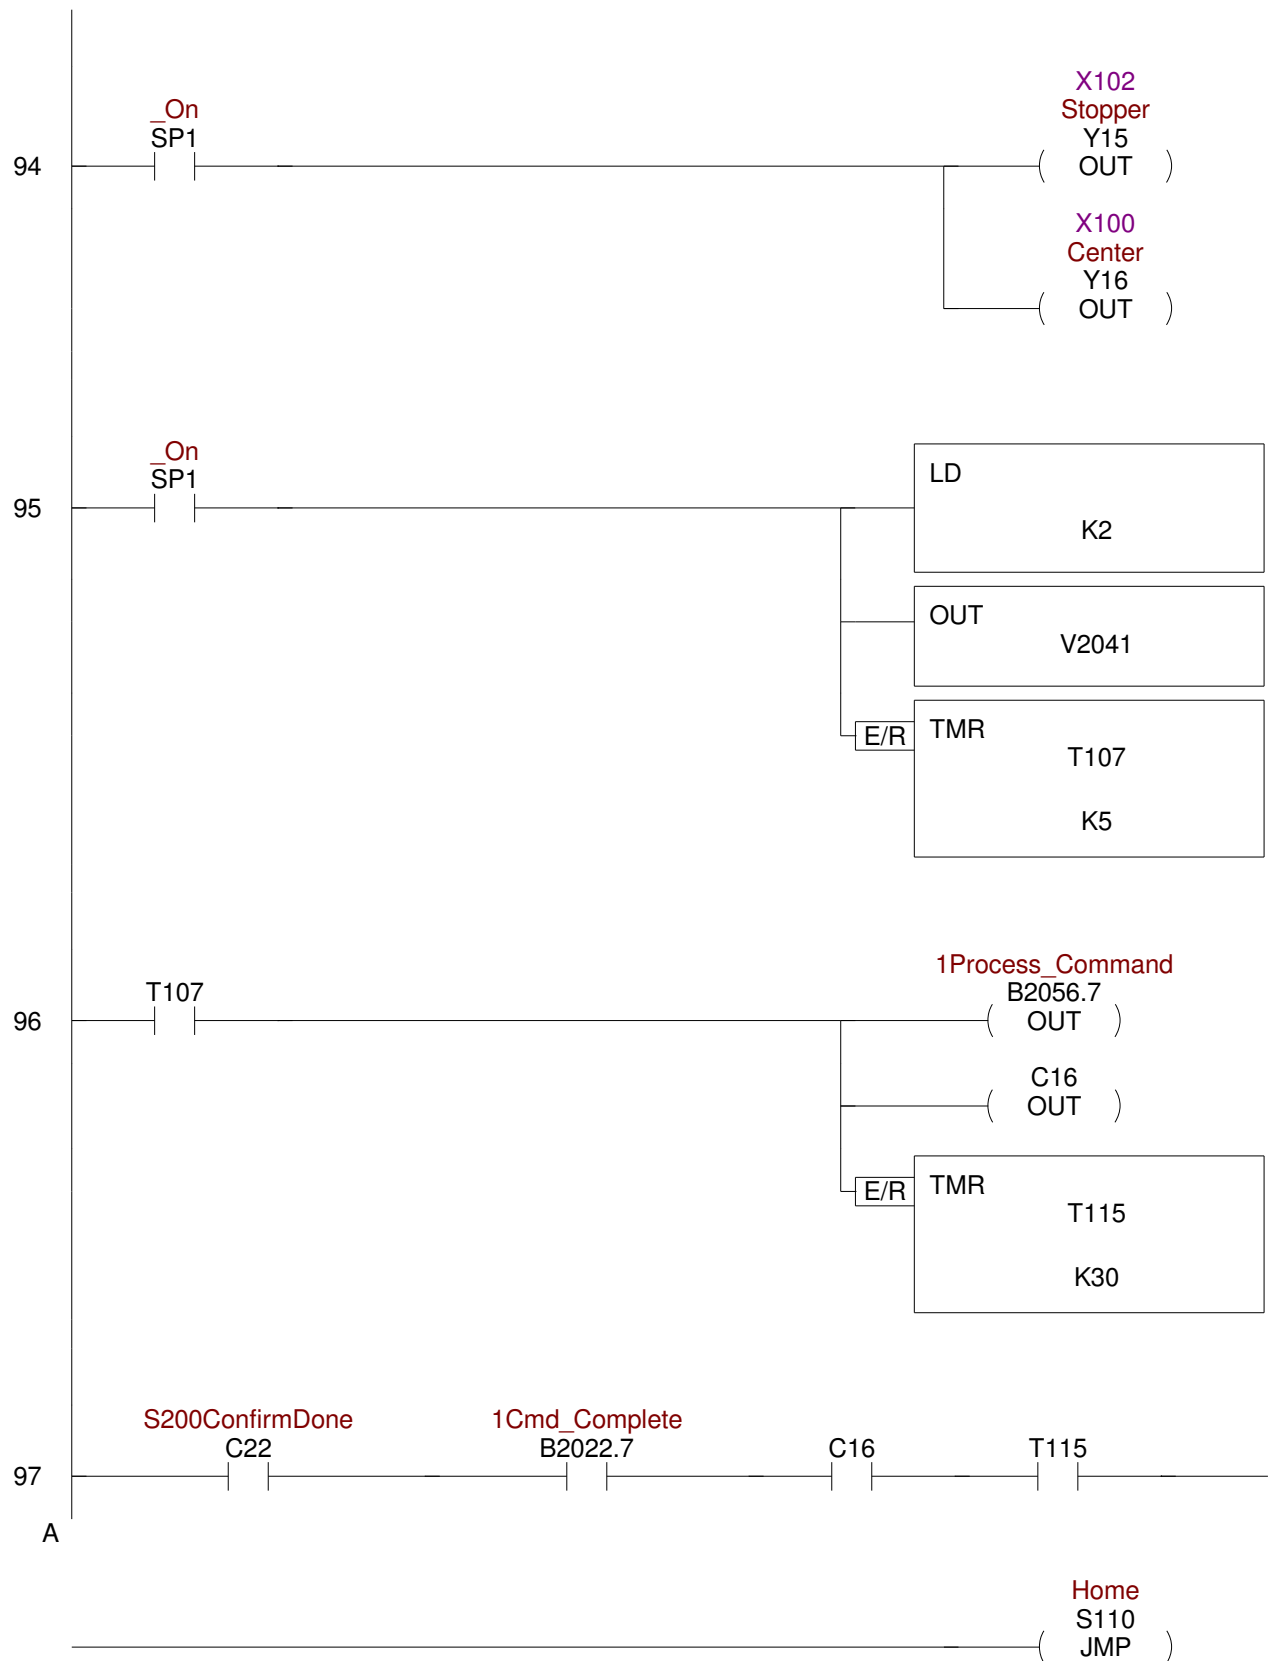 _On
SP1
94
X102
Stopper
Y15
OUT
X100
Center
Y16
OUT
_On
SP1
95
LD
K2
OUT
V2041
E/R
TMR
T107
K5
T107
96
1Process_Command
B2056.7
OUT
C16
OUT
E/R
TMR
T115
K30
S200ConfirmDone
C22
1Cmd_Complete
B2022.7
C16
T115
97
A
Home
S110
JMP